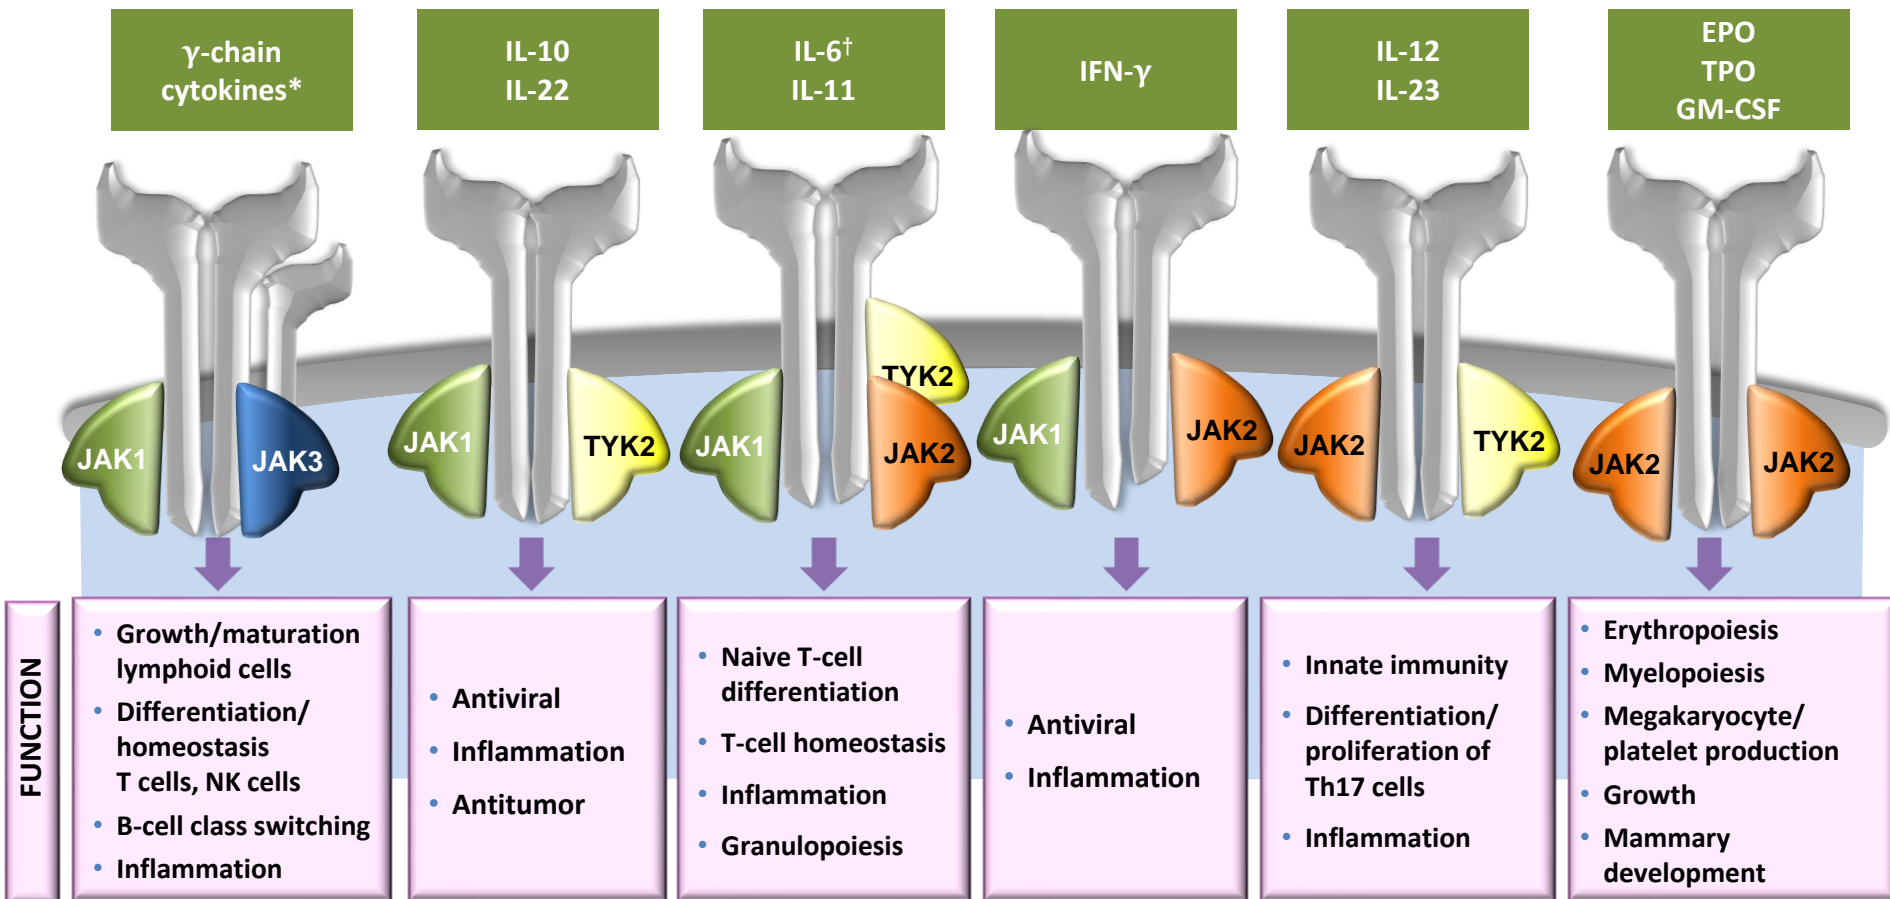 γ-chain
cytokines*
IL-10
IL-22
IL-6†
IL-11
IFN-γ
IL-12
IL-23
EPO
TPO
GM-CSF
JAK1
JAK3
JAK1
TYK2
JAK1
TYK2
JAK2
JAK1
JAK2
JAK2
TYK2
JAK2
JAK2
FUNCTION
• Growth/maturation
lymphoid cells
• Differentiation/
homeostasis
T cells, NK cells
• B-cell class switching
• Inflammation
• Antiviral
• Inflammation
• Antitumor
• Naive T-cell
differentiation
• T-cell homeostasis
• Inflammation
• Granulopoiesis
• Antiviral
• Inflammation
• Innate immunity
• Differentiation/
proliferation of
Th17 cells
• Inflammation
• Erythropoiesis
• Myelopoiesis
• Megakaryocyte/
platelet production
• Growth
• Mammary
development